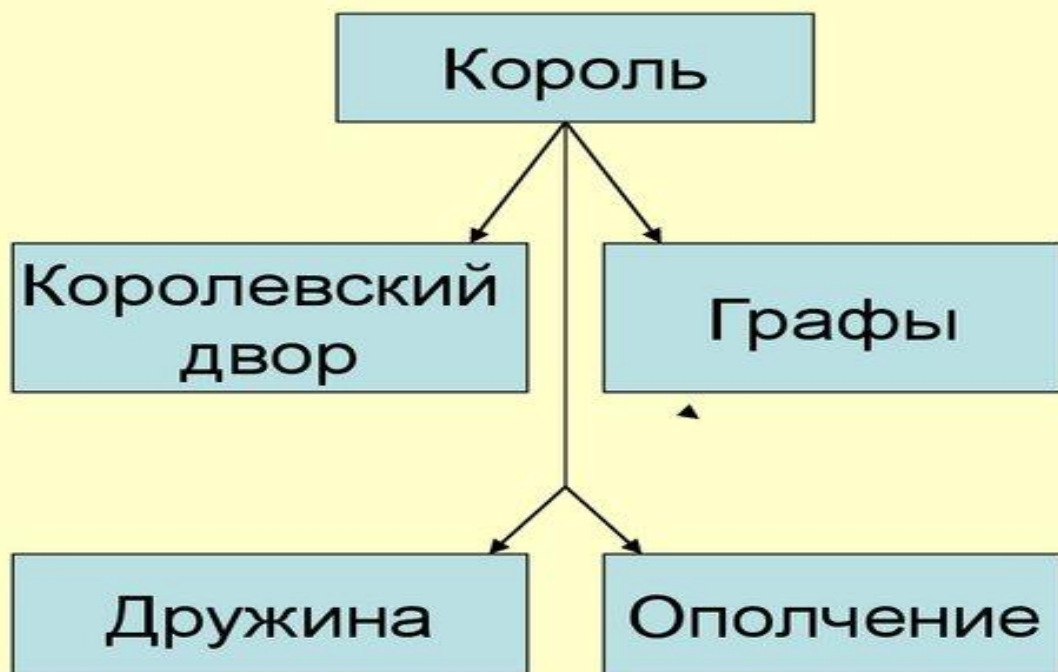 Король
Королевский
двор
Графы
Дружина
Ополчение